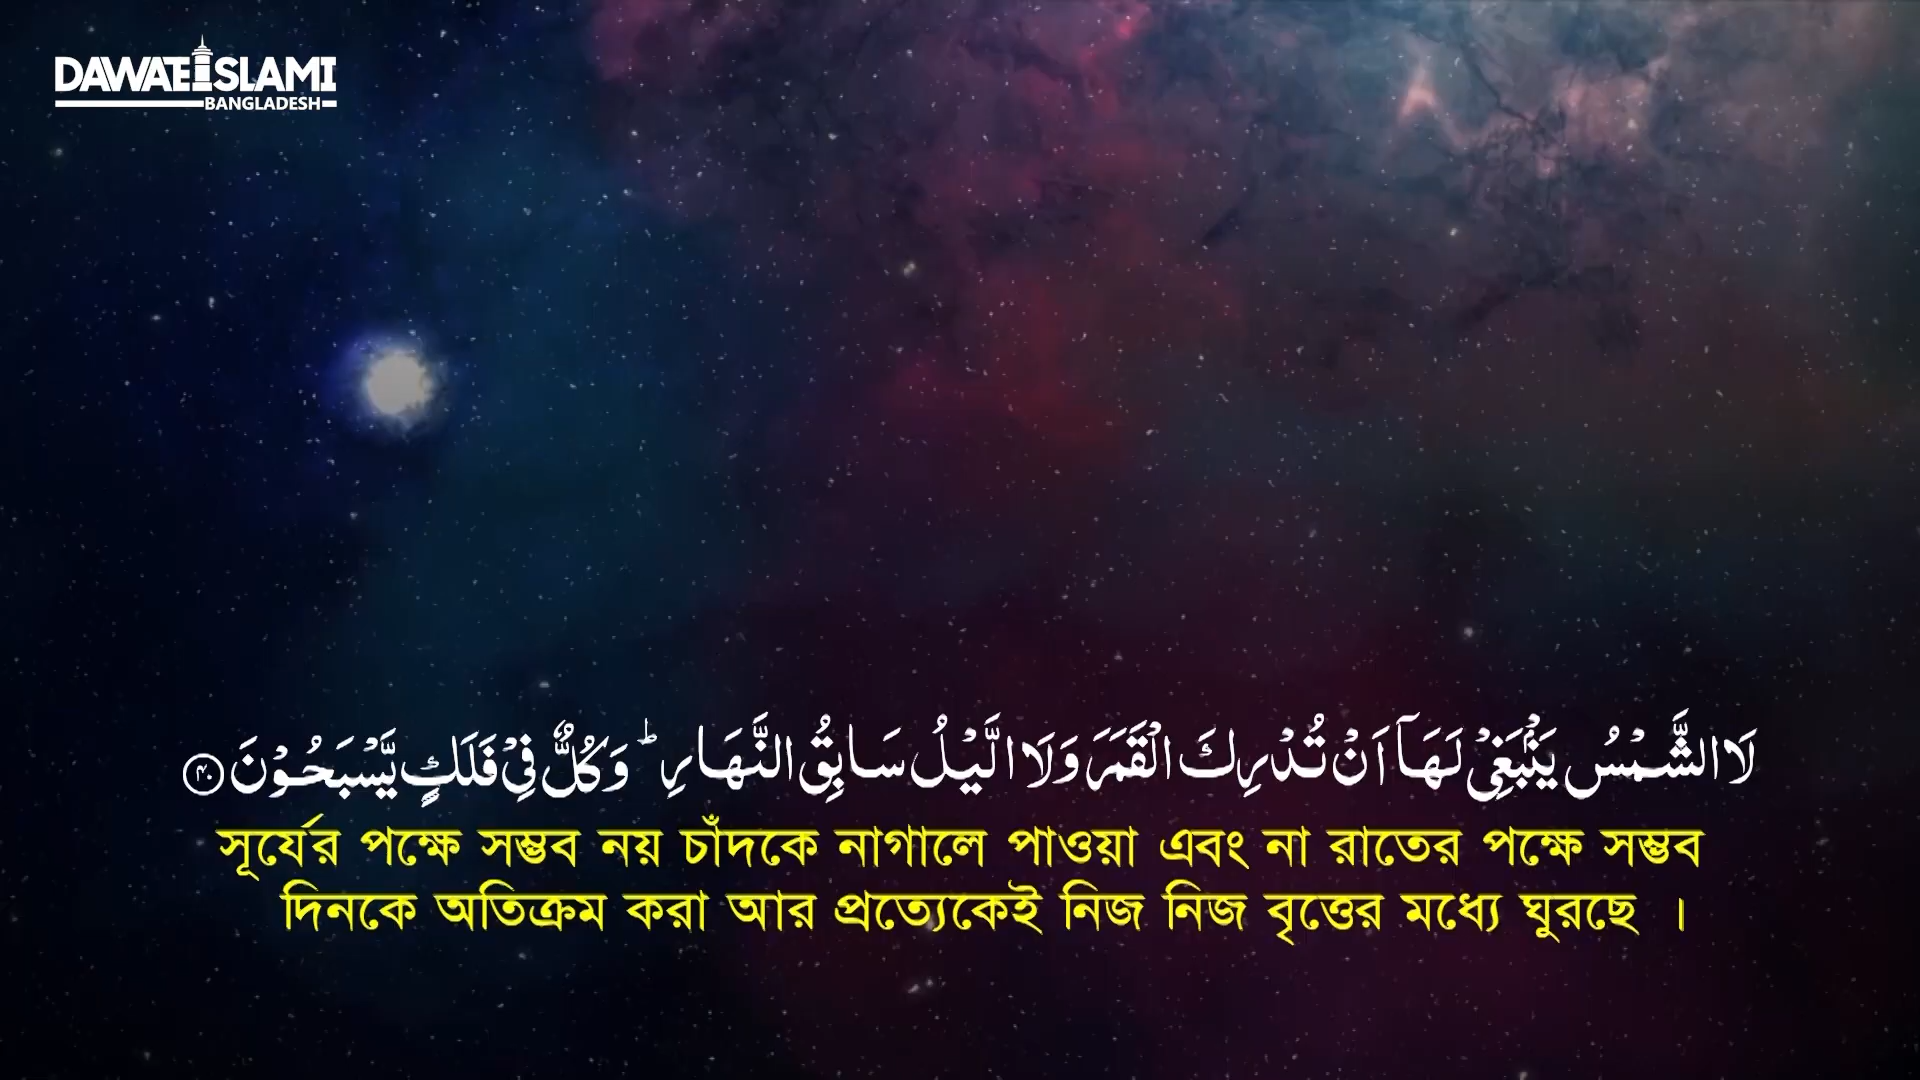 DAWATEISLAMI
BANGLADESH
لَا الشَّمْسُ يَنْۢبَغِيْ لَهَاۤ اَنْ تُدْرِكَ الْقَمَرَ وَلَا الَّيْلُ سَابِقُ النَّهَارِ ؕ وَكُلٌّ فِيْ فَلَكٍ يَّسْبَحُوْنَ ۝۴۰
সূর্যের পক্ষে সম্ভব নয় চাঁদকে নাগালে পাওয়া এবং না রাতের পক্ষে সম্ভব
দিনকে অতিক্রম করা আর প্রত্যেকেই নিজ নিজ বৃত্তের মধ্যে ঘুরছে ।